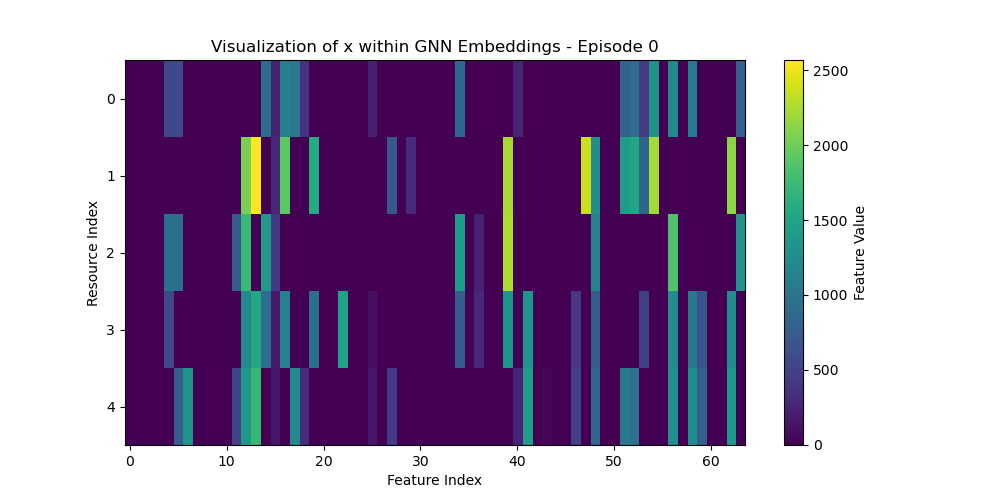 Visualization of x within GNN Embeddings - Episode 0
Resource Index
0
1
2
3
4
0 10 20 30 40 50 60
Feature Index
2500
2000
1500
1000
500
0
Feature Value